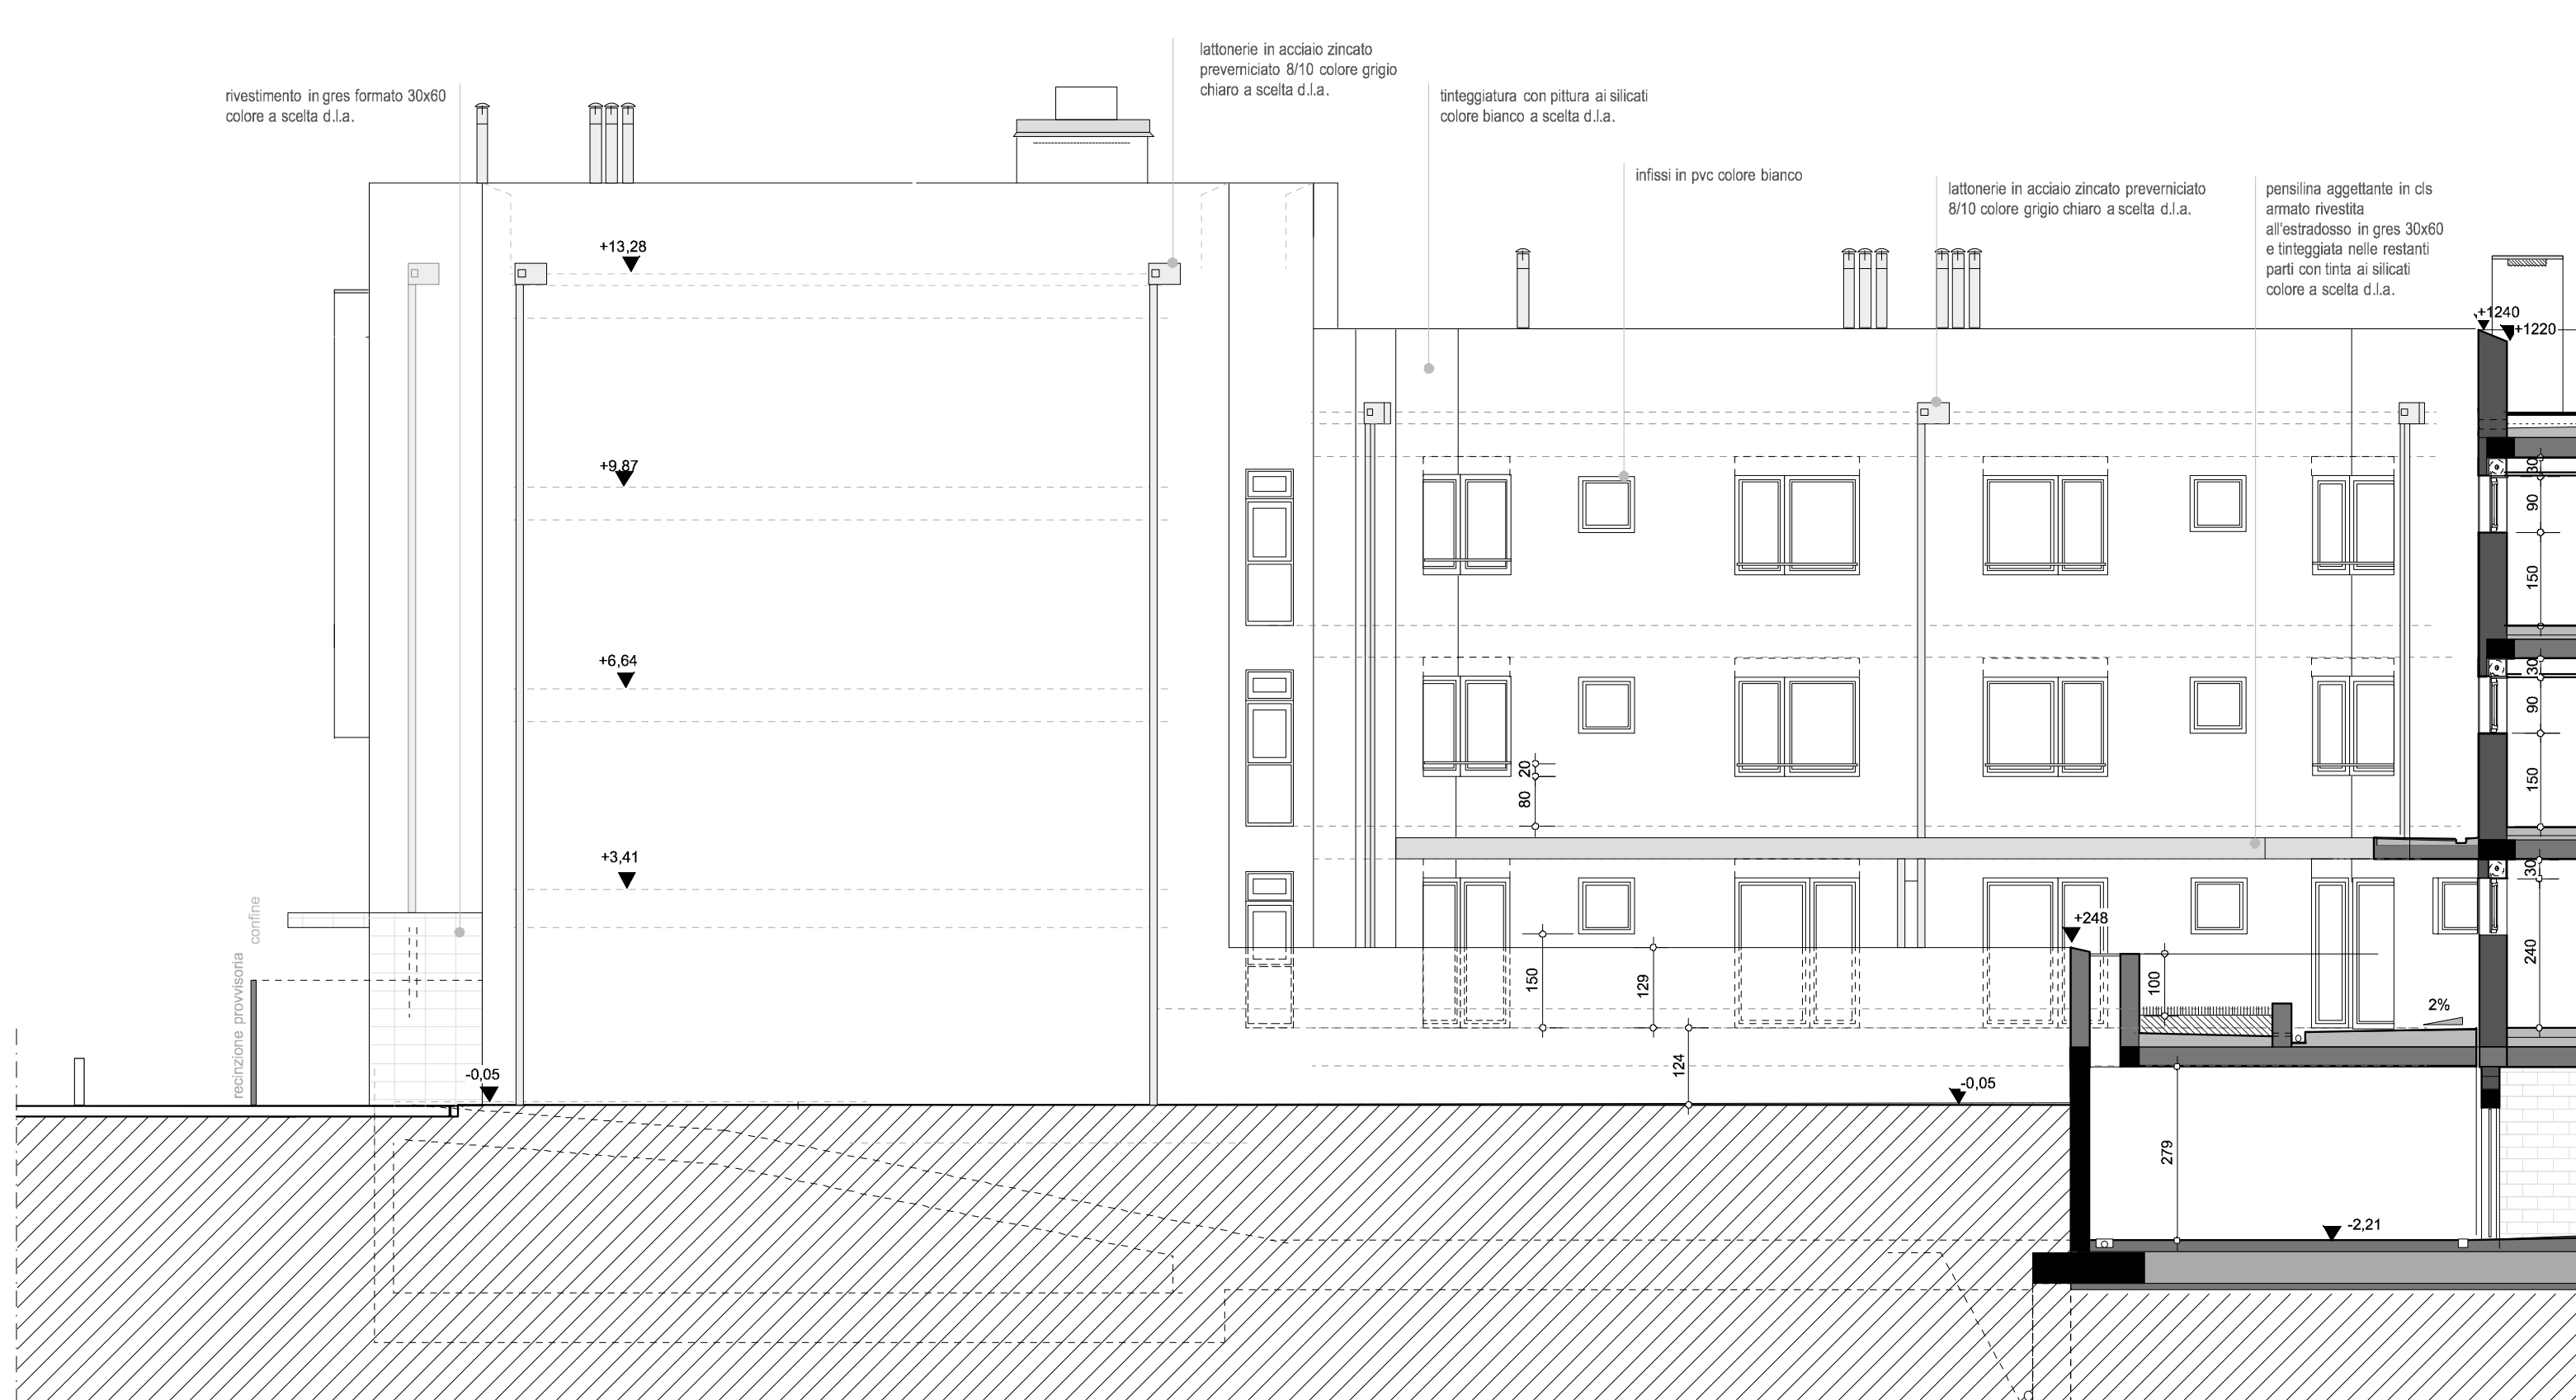 lattonerie in acciaio zincato
preverniciato 8/10 colore grigio
chiaro a scelta d.l.a.
rivestimento in gres formato 30x60
colore a scelta d.l.a.
tinteggiatura con pittura ai silicati
colore bianco a scelta d.l.a.
infissi in pvc colore bianco
lattonerie in acciaio zincato preverniciato
8/10 colore grigio chiaro a scelta d.l.a.
pensilina aggettante in cls
armato rivestita
all'estradosso in gres 30x60
e tinteggiata nelle restanti
parti con tinta ai silicati
colore a scelta d.l.a.
+13,28
+1240
+1220
+9,87
30
90
150
+6,64
30
90
20
80
150
+3,41
30
confine
recinzione provvisoria
+248
150
129
100
240
2%
124
-0,05
-0,05
279
-2,21